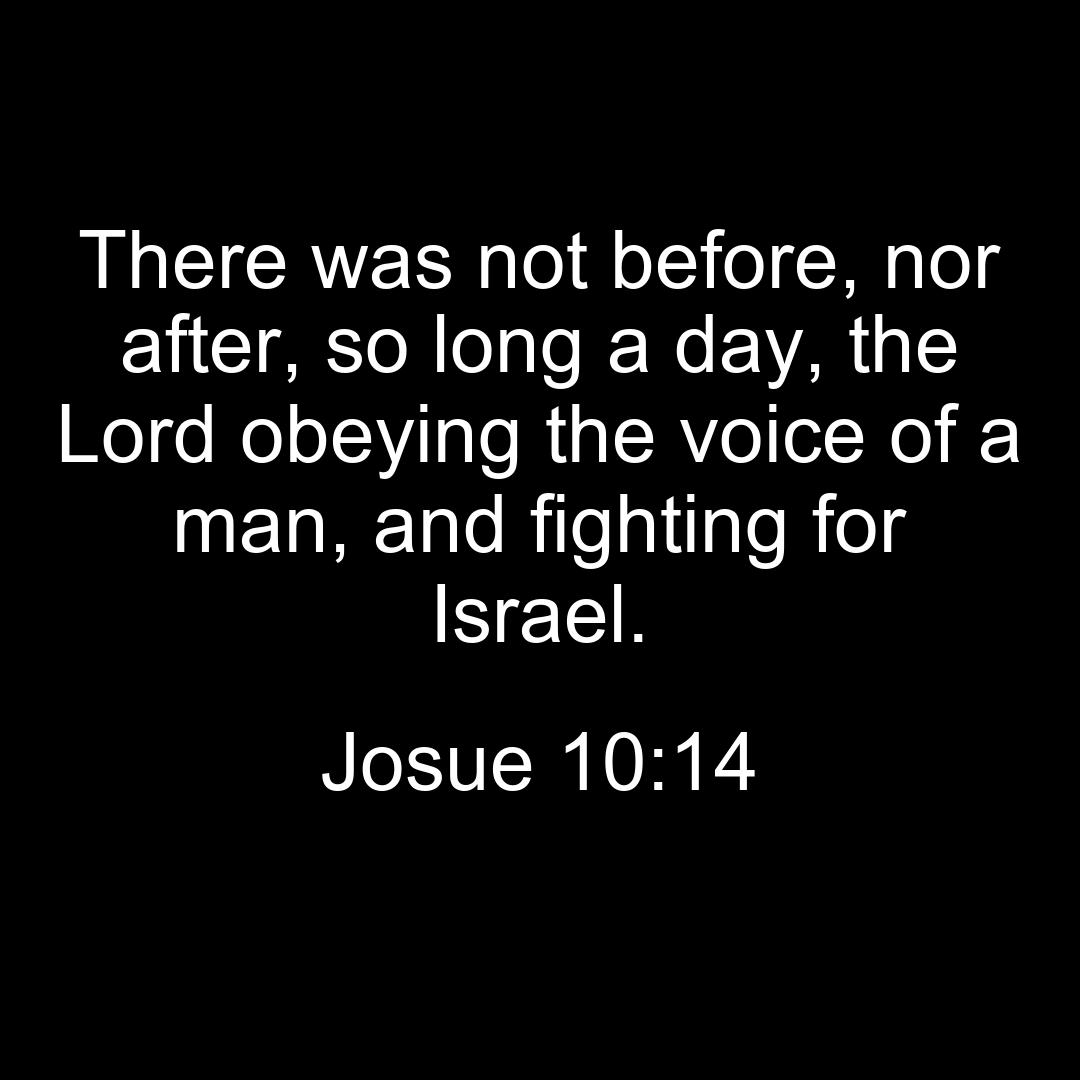 There was not before, nor
after, so long a day, the
Lord obeying the voice of a
man, and fighting for
Israel.
Josue 10:14